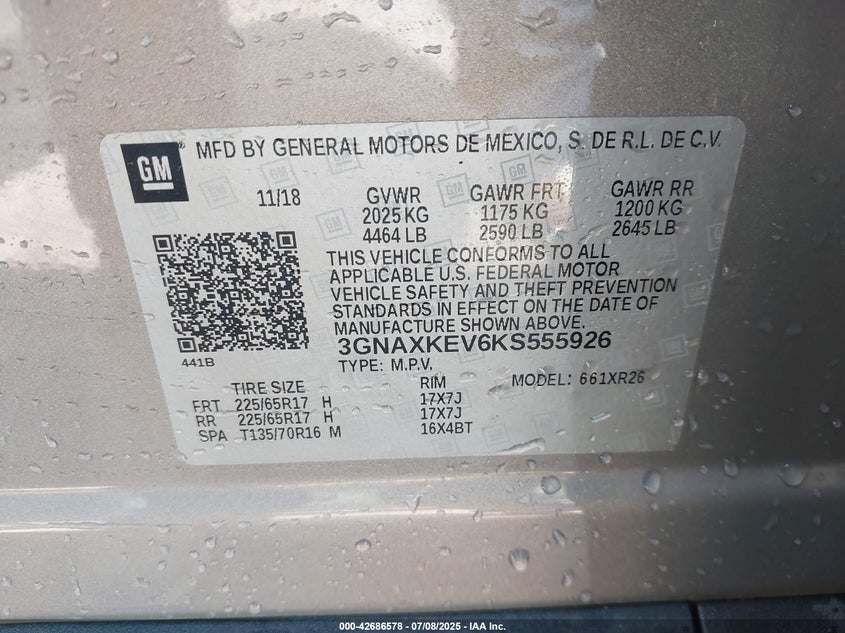 GM
MFD BY GENERAL MOTORS DE MEXICO, S. DE R.L. DE C.V.
11/18 GVWR GAWR FRT GAWR RR
2025 KG 1175 KG 1200 KG
4464 LB 2590 LB 2645 LB
THIS VEHICLE CONFORMS TO ALL
APPLICABLE U.S. FEDERAL MOTOR
VEHICLE SAFETY AND THEFT PREVENTION
STANDARDS IN EFFECT ON THE DATE OF
MANUFACTURE SHOWN ABOVE.
441B
3GNAXKEV6KS555926
TYPE: M.P.V.
TIRE SIZE RIM MODEL: 661XR26
FRT 225/65R17 H 17X7J
RR 225/65R17 H 17X7J
SPA T135/70R16 M 16X4BT
000-42686578 - 07/08/2025 - IAA Inc.